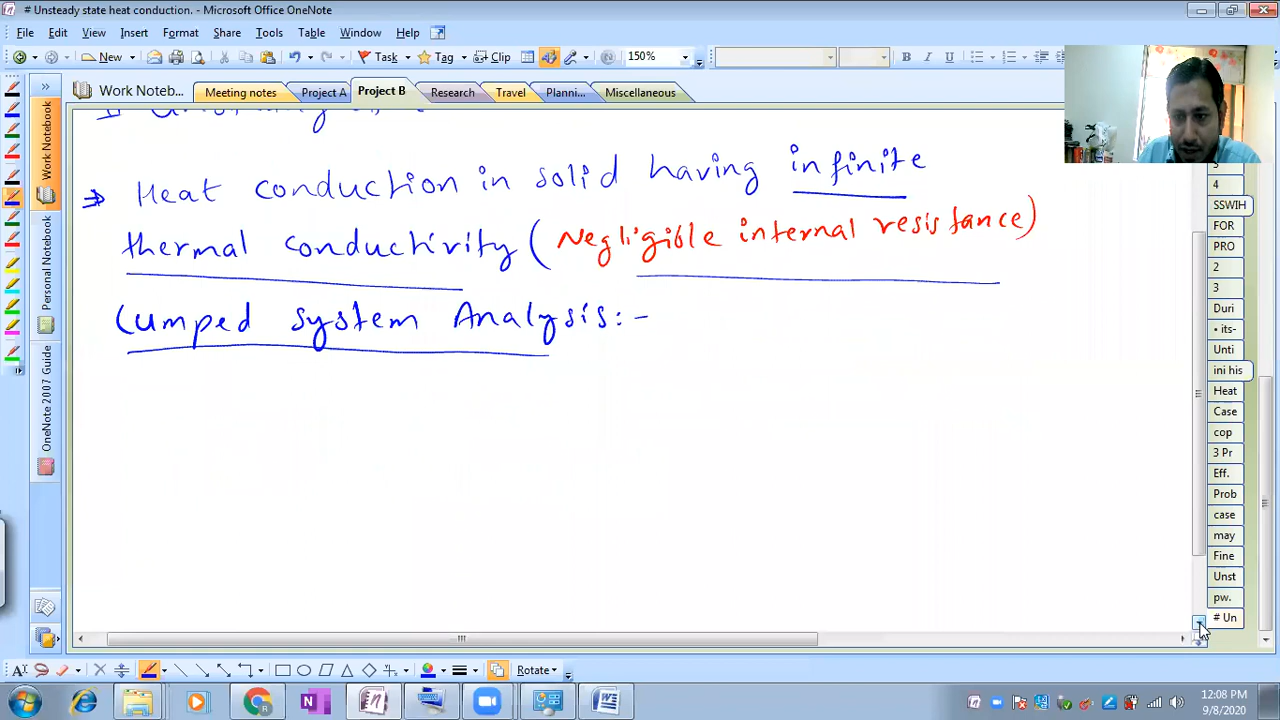 # Unsteady state heat conduction. - Microsoft Office OneNote
File Edit View Insert Format Share Tools Table Window Help
New Task Tag Clip 150% B I U
Work Noteb... Meeting notes Project A Project B Research Travel Planni... Miscellaneous
⇒ Heat conduction in solid having infinite
thermal conductivity (Negligible internal resistance)
Lumped system Analysis:-
Work Notebook
Personal Notebook
OneNote 2007 Guide
4
SSWIH
FOR
PRO
2
3
Duri
• its-
Unti
ini his
Heat
Case
cop
3 Pr
Eff.
Prob
case
may
Fine
Unst
pw.
# Un
Rotate
12:08 PM
9/8/2020